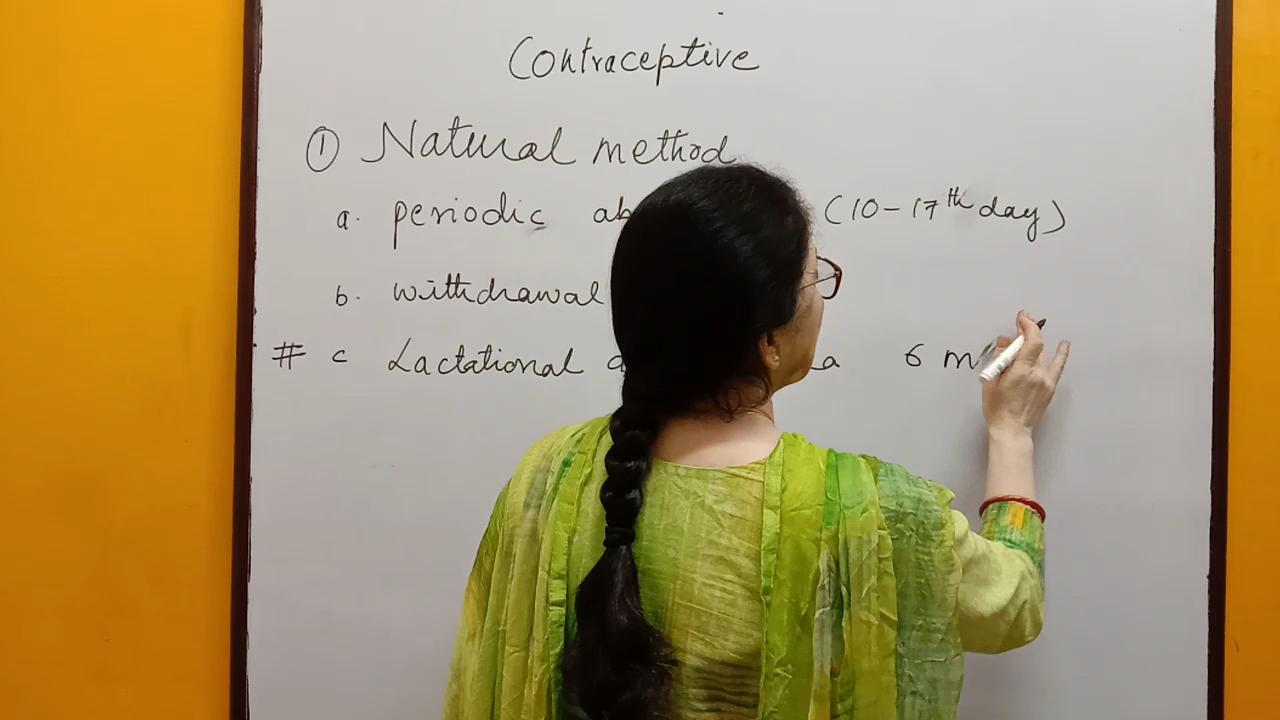 Contraceptive
① Natural method
a. periodic ab (10-17th day)
b. withdrawal
# c Lactational a a 6 m